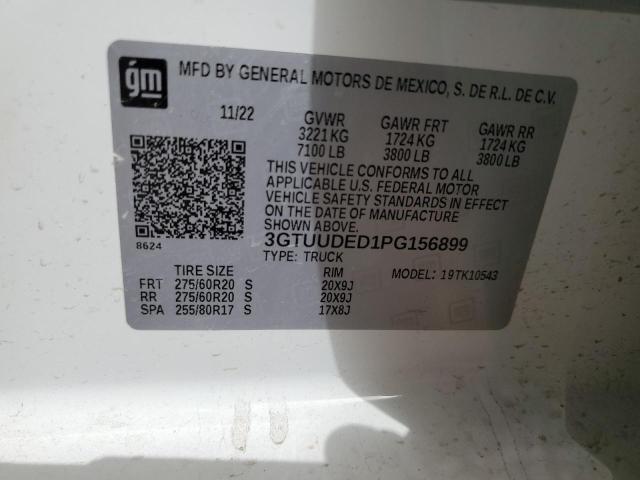 gm
MFD BY GENERAL MOTORS DE MEXICO, S. DE R.L. DE C.V.
11/22 GVWR GAWR FRT GAWR RR
3221 KG 1724 KG 1724 KG
7100 LB 3800 LB 3800 LB
THIS VEHICLE CONFORMS TO ALL
APPLICABLE U.S. FEDERAL MOTOR
VEHICLE SAFETY STANDARDS IN EFFECT
ON THE DATE OF MANUFACTURE
SHOWN ABOVE.
8624 3GTUUDED1PG156899
TYPE: TRUCK
TIRE SIZE RIM MODEL: 19TK10543
FRT 275/60R20 S 20X9J
RR 275/60R20 S 20X9J
SPA 255/80R17 S 17X8J